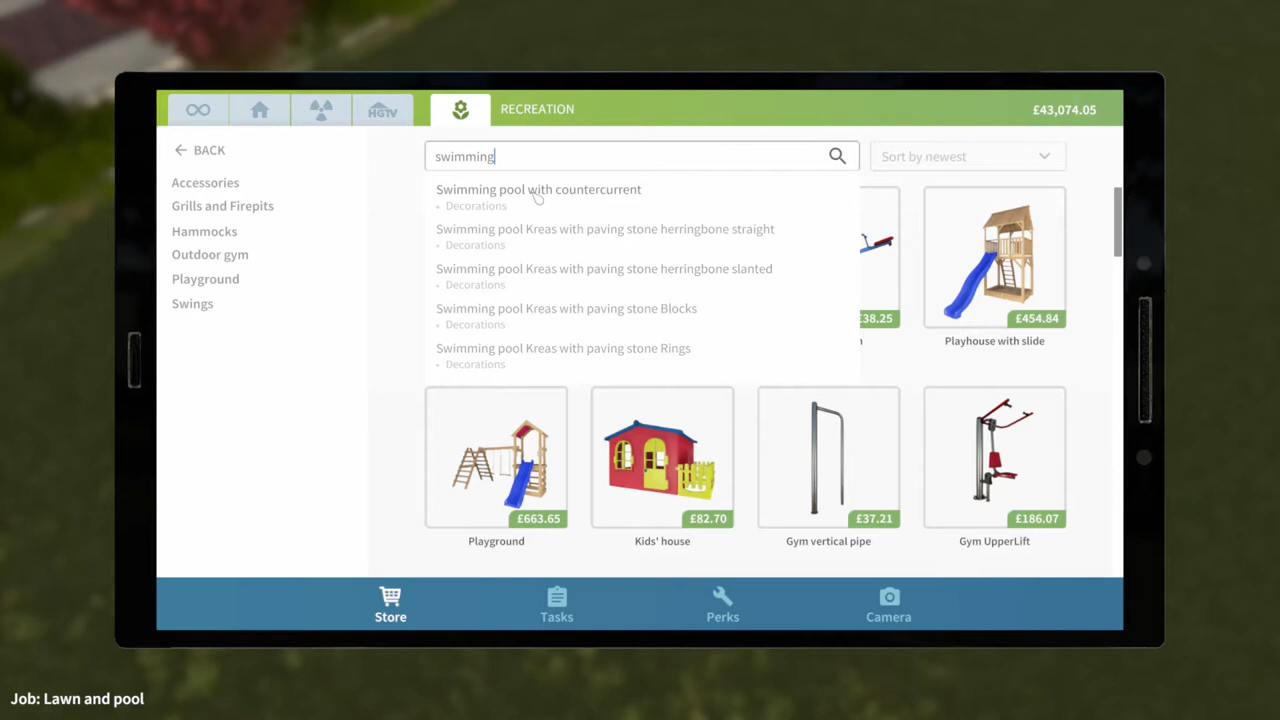 HGTV
RECREATION
£43,074.05
BACK
swimming
Sort by newest
Accessories
Grills and Firepits
Hammocks
Outdoor gym
Playground
Swings
Swimming pool with countercurrent
• Decorations
Swimming pool Kreas with paving stone herringbone straight
• Decorations
Swimming pool Kreas with paving stone herringbone slanted
• Decorations
Swimming pool Kreas with paving stone Blocks
• Decorations
Swimming pool Kreas with paving stone Rings
• Decorations
£38.25
£454.84
Playhouse with slide
£663.65
£82.70
£37.21
£186.07
Playground
Kids' house
Gym vertical pipe
Gym UpperLift
Store
Tasks
Perks
Camera
Job: Lawn and pool